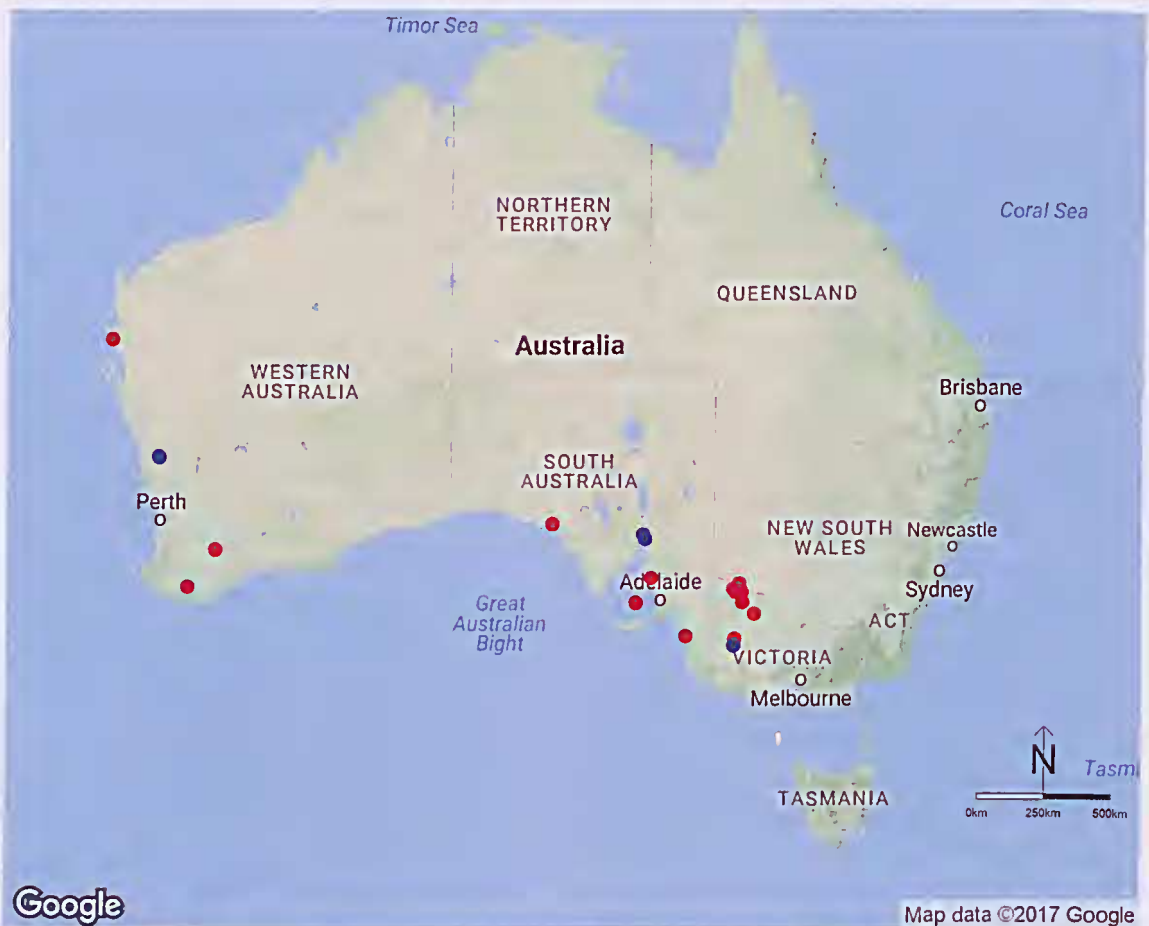 Timor Sea
NORTHERN
TERRITORY
Coral Sea
QUEENSLAND
Australia
WESTERN
AUSTRALIA
Brisbane
SOUTH
AUSTRALIA
Perth
NEW SOUTH
WALES
Newcastle
Adelaide
Sydney
Great
Australian
Bight
ACT
VICTORIA
Melbourne
N
Tasm
TASMANIA
0km 250km 500km
Google
Map data ©2017 Google